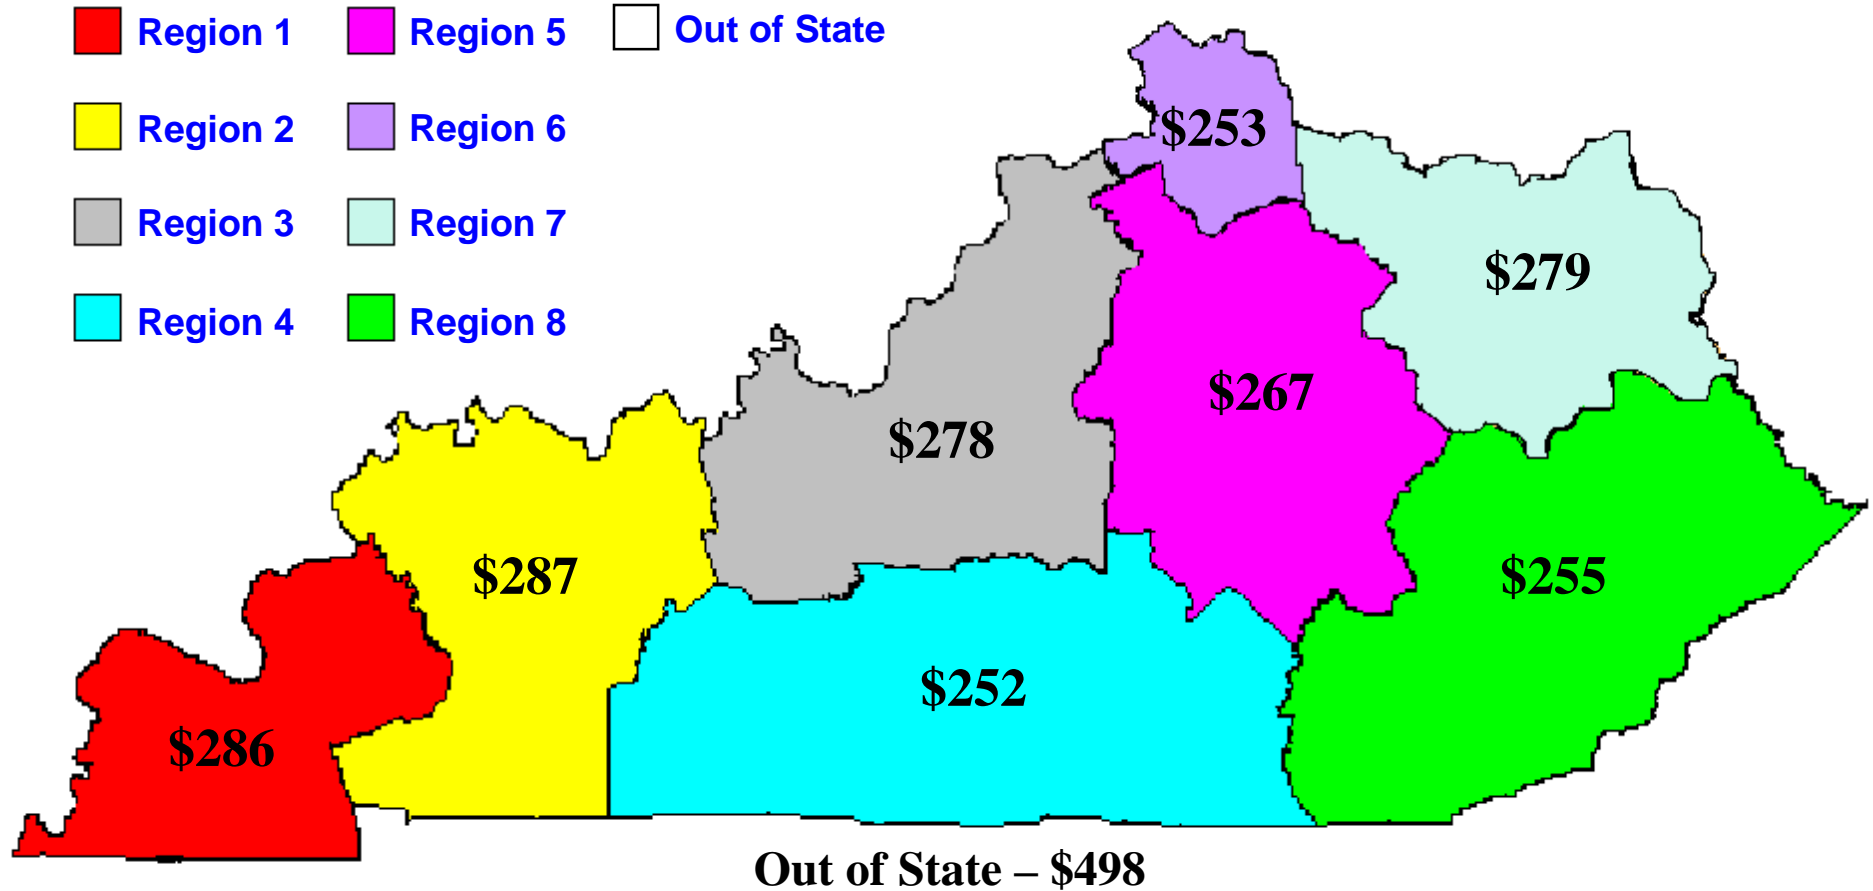 Region 1
Region 5
Out of State
Region 2
Region 6
Region 3
Region 7
Region 4
Region 8
$253
$279
$267
$278
$287
$255
$252
$286
Out of State – $498